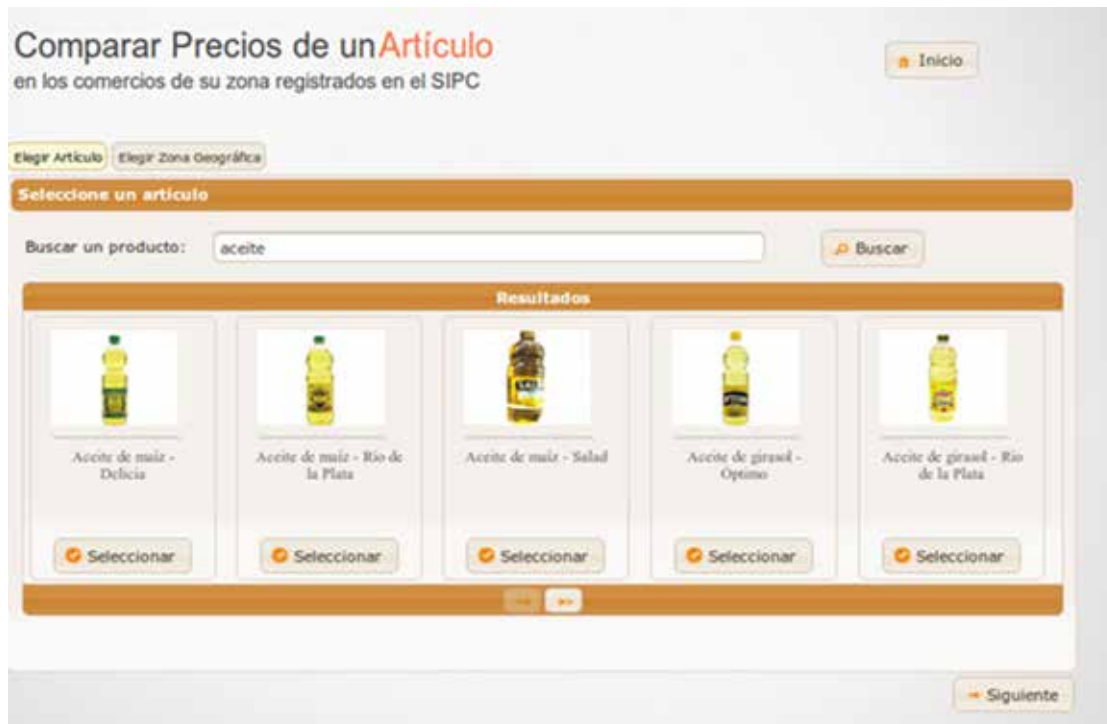 Comparar Precios de un Artículo
en los comercios de su zona registrados en el SIPC
Inicio
Elegir Artículo
Elegir Zona Geográfica
Seleccione un artículo
Buscar un producto:
aceite
Buscar
Resultados
Aceite de maíz -
Delicia
Aceite de maíz - Río de
la Plata
Aceite de maíz - Salad
Aceite de girasol -
Optimo
Aceite de girasol - Río
de la Plata
Seleccionar
Seleccionar
Seleccionar
Seleccionar
Seleccionar
Siguiente